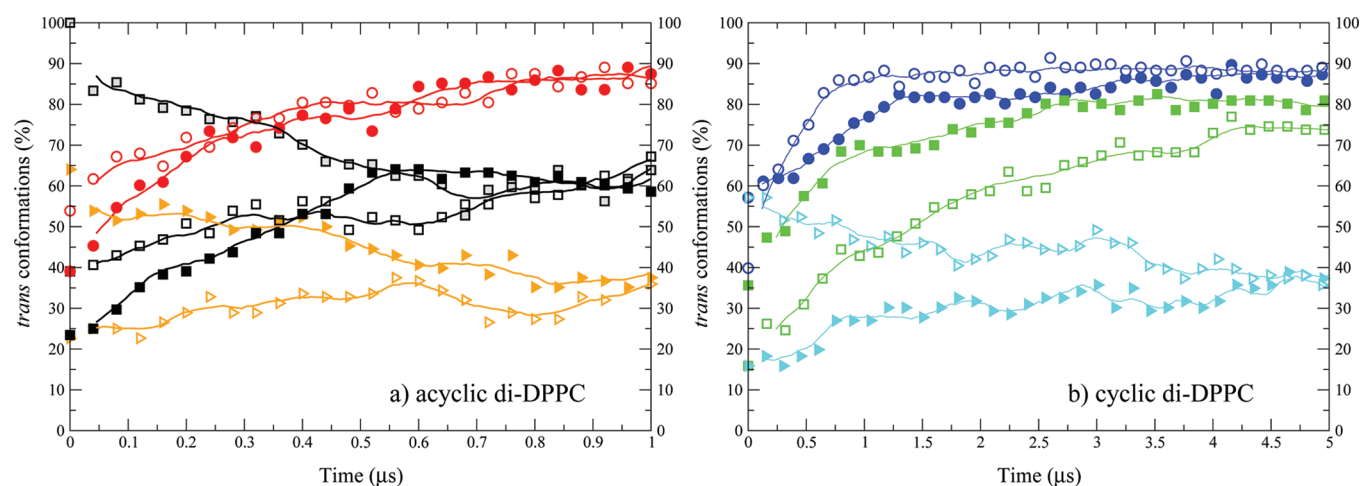 100 100 100 100
90 90 90 90
80 80 80 80
70 70 70 70
60 60 60 60
50 50 50 50
40 40 40 40
30 30 30 30
20 20 20 20
10 10 10 10
0 0 0 0
trans conformations (%)
trans conformations (%)
a) acyclic di-DPPC
b) cyclic di-DPPC
0 0.1 0.2 0.3 0.4 0.5 0.6 0.7 0.8 0.9 1
0 0.5 1 1.5 2 2.5 3 3.5 4 4.5 5
Time (μs)
Time (μs)